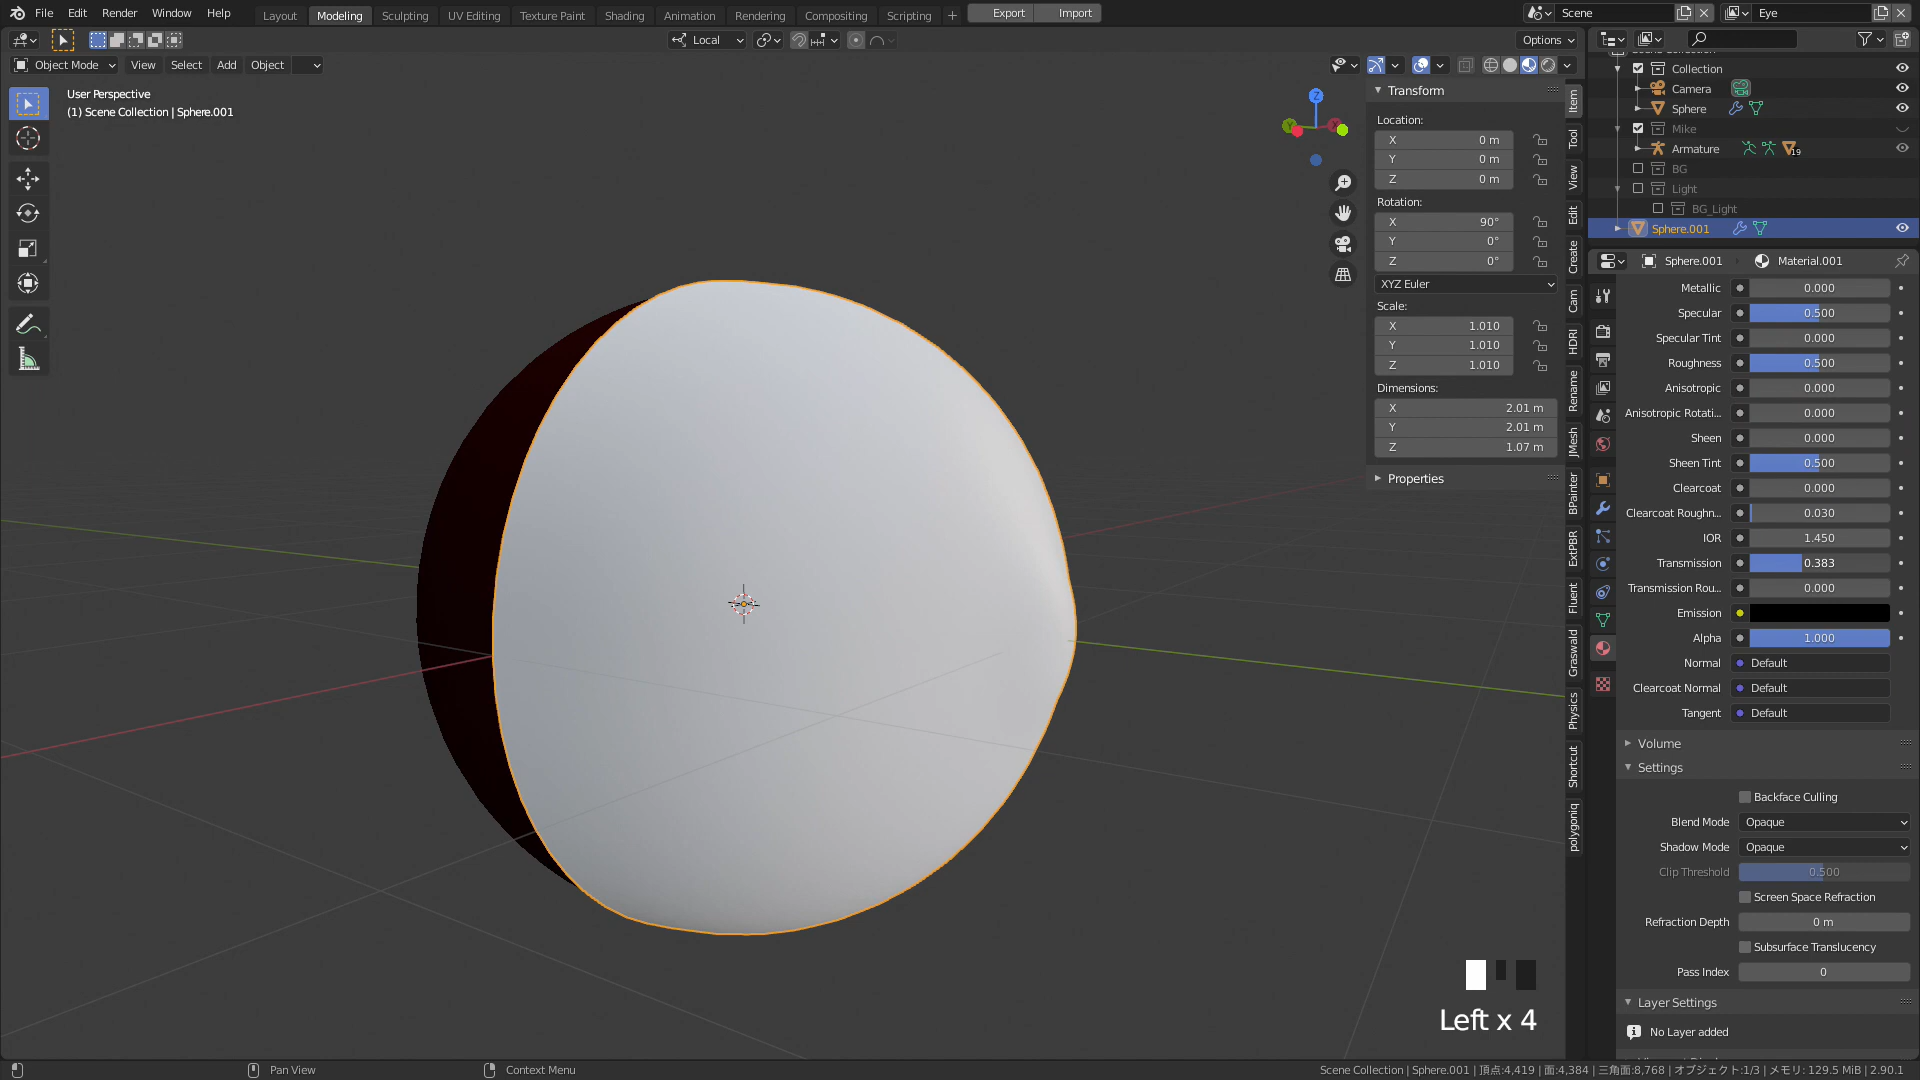 File Edit Render Window Help Layout Modeling Sculpting UV Editing Texture Paint Shading Animation Rendering Compositing Scripting + Export Import Scene Eye
Local Options
Object Mode View Select Add Object
User Perspective
(1) Scene Collection | Sphere.001
Z
Transform
Location:
X 0 m
Y 0 m
Z 0 m
Rotation:
X 90°
Y 0°
Z 0°
XYZ Euler
Scale:
X 1.010
Y 1.010
Z 1.010
Dimensions:
X 2.01 m
Y 2.01 m
Z 1.07 m
Properties
Item
Tool
View
Edit
Create
Cam
HDRI
Rename
JMesh
BPainter
ExtPBR
Fluent
Graswald
Physics
Shortcut
polygoniq
Collection
Camera
Sphere
Mike
Armature 19
BG
Light
BG_Light
Sphere.001
Sphere.001 Material.001
Metallic 0.000
Specular 0.500
Specular Tint 0.000
Roughness 0.500
Anisotropic 0.000
Anisotropic Rotati... 0.000
Sheen 0.000
Sheen Tint 0.500
Clearcoat 0.000
Clearcoat Roughn... 0.030
IOR 1.450
Transmission 0.383
Transmission Rou... 0.000
Emission
Alpha 1.000
Normal Default
Clearcoat Normal Default
Tangent Default
Volume
Settings
Backface Culling
Blend Mode Opaque
Shadow Mode Opaque
Clip Threshold 0.500
Screen Space Refraction
Refraction Depth 0 m
Subsurface Translucency
Pass Index 0
Layer Settings
No Layer added
Left x 4
Pan View Context Menu Scene Collection | Sphere.001 | 頂点:4,419 | 面:4,384 | 三角面:8,768 | オブジェクト:1/3 | メモリ: 129.5 MiB | 2.90.1